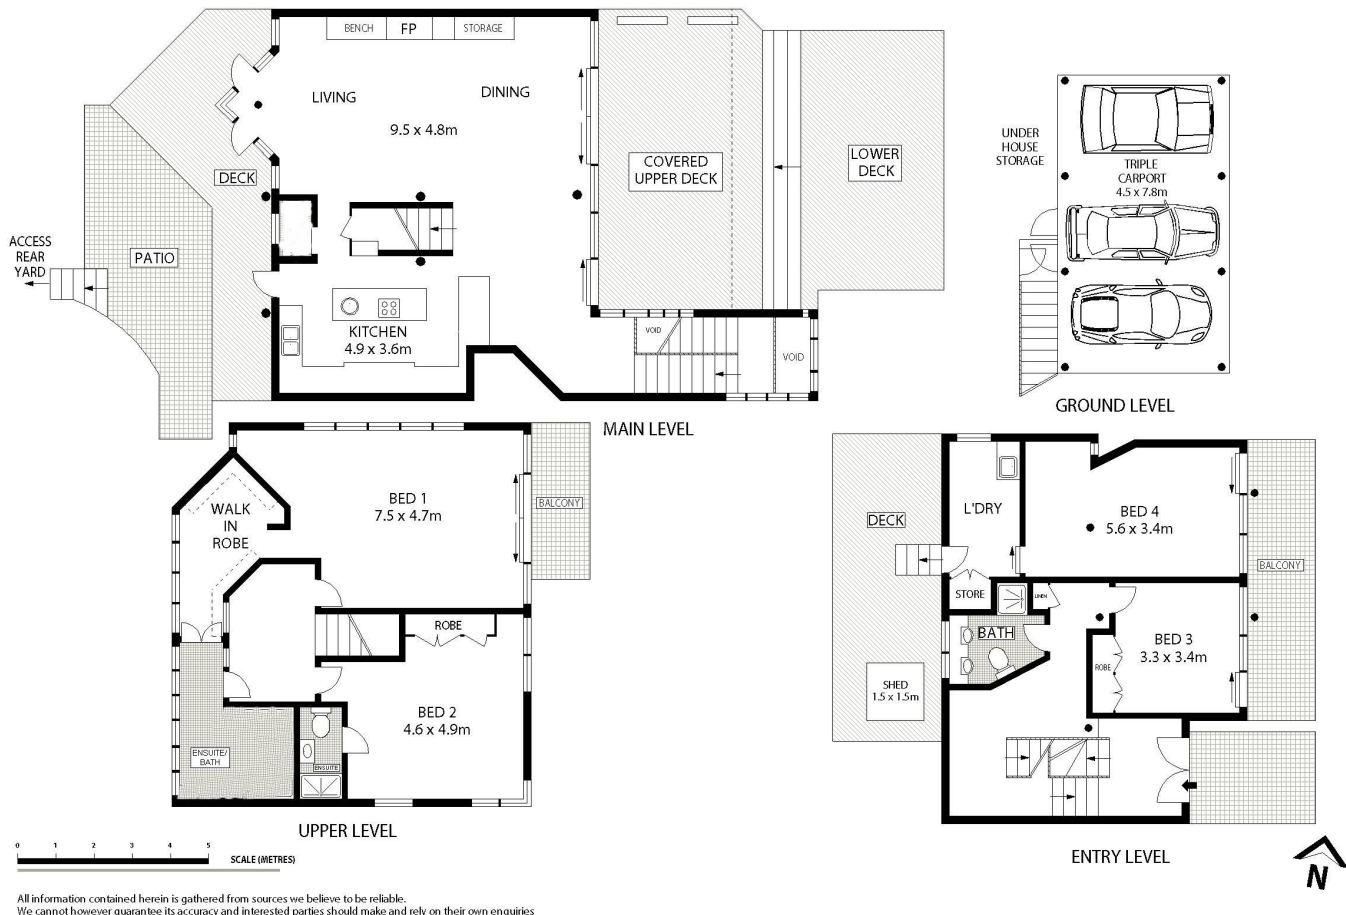 BENCH
FP
STORAGE
LIVING
DINING
9.5 x 4.8m
DECK
COVERED
UPPER DECK
LOWER
DECK
UNDER
HOUSE
STORAGE
TRIPLE
CARPORT
4.5 x 7.8m
ACCESS
REAR
YARD
PATIO
KITCHEN
4.9 x 3.6m
VOID
VOID
GROUND LEVEL
MAIN LEVEL
WALK
IN
ROBE
BED 1
7.5 x 4.7m
BALCONY
ROBE
BED 2
4.6 x 4.9m
ENSUITE/
BATH
ENSUITE
UPPER LEVEL
DECK
L'DRY
BED 4
5.6 x 3.4m
BALCONY
STORE
LINEN
BATH
BED 3
3.3 x 3.4m
ROBE
SHED
1.5 x 1.5m
ENTRY LEVEL
N
0 1 2 3 4 5
SCALE (METRES)
All information contained herein is gathered from sources we believe to be reliable.
We cannot however guarantee its accuracy and interested parties should make and rely on their own enquiries